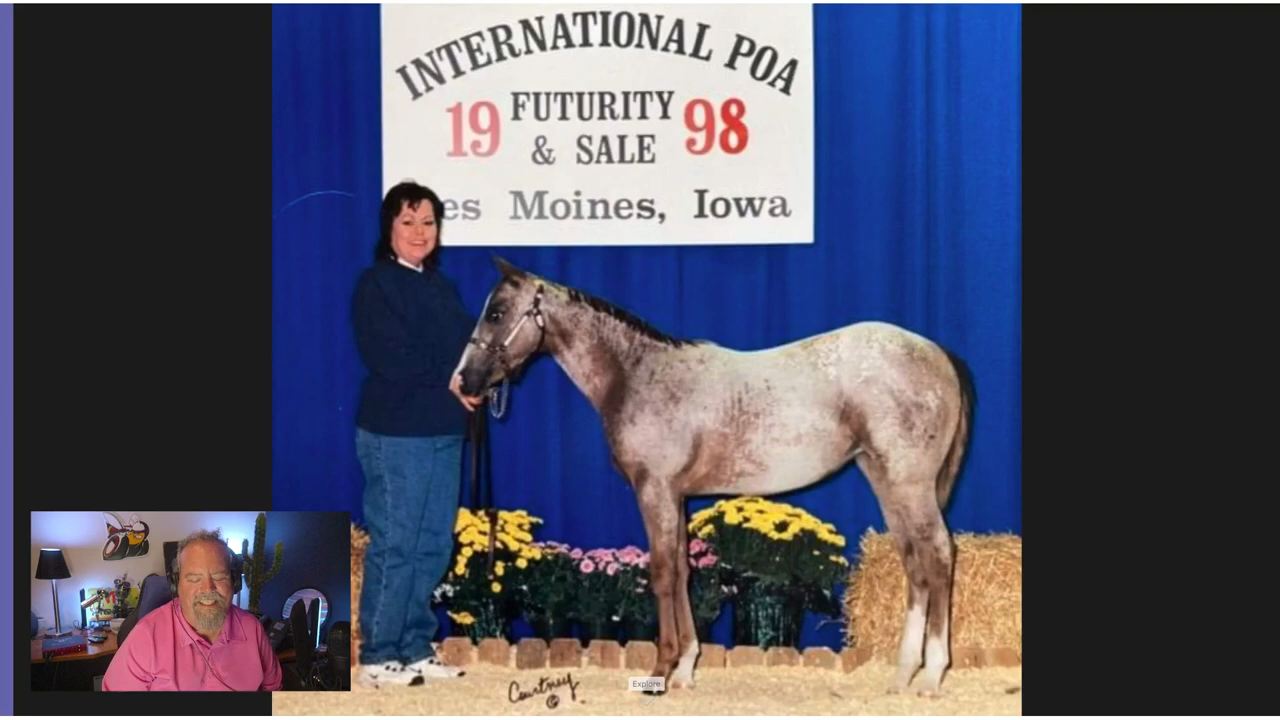 INTERNATIONAL POA
19 FUTURITY 98
& SALE
es Moines, Iowa
Courtney
©
Explore